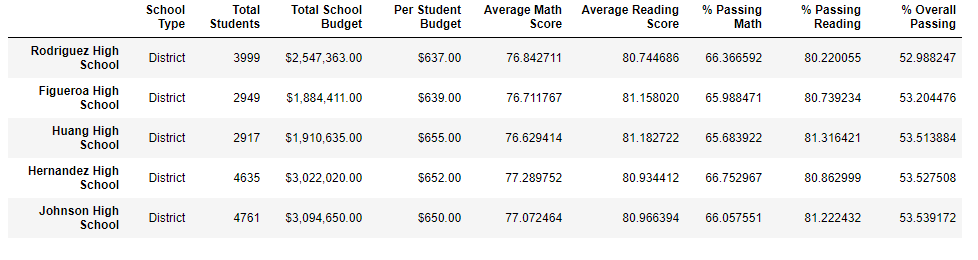 School Type Total Students Total School Budget Per Student Budget Average Math Score Average Reading Score % Passing Math % Passing Reading % Overall Passing
Rodriguez High School District 3999 $2,547,363.00 $637.00 76.842711 80.744686 66.366592 80.220055 52.988247
Figueroa High School District 2949 $1,884,411.00 $639.00 76.711767 81.158020 65.988471 80.739234 53.204476
Huang High School District 2917 $1,910,635.00 $655.00 76.629414 81.182722 65.683922 81.316421 53.513884
Hernandez High School District 4635 $3,022,020.00 $652.00 77.289752 80.934412 66.752967 80.862999 53.527508
Johnson High School District 4761 $3,094,650.00 $650.00 77.072464 80.966394 66.057551 81.222432 53.539172